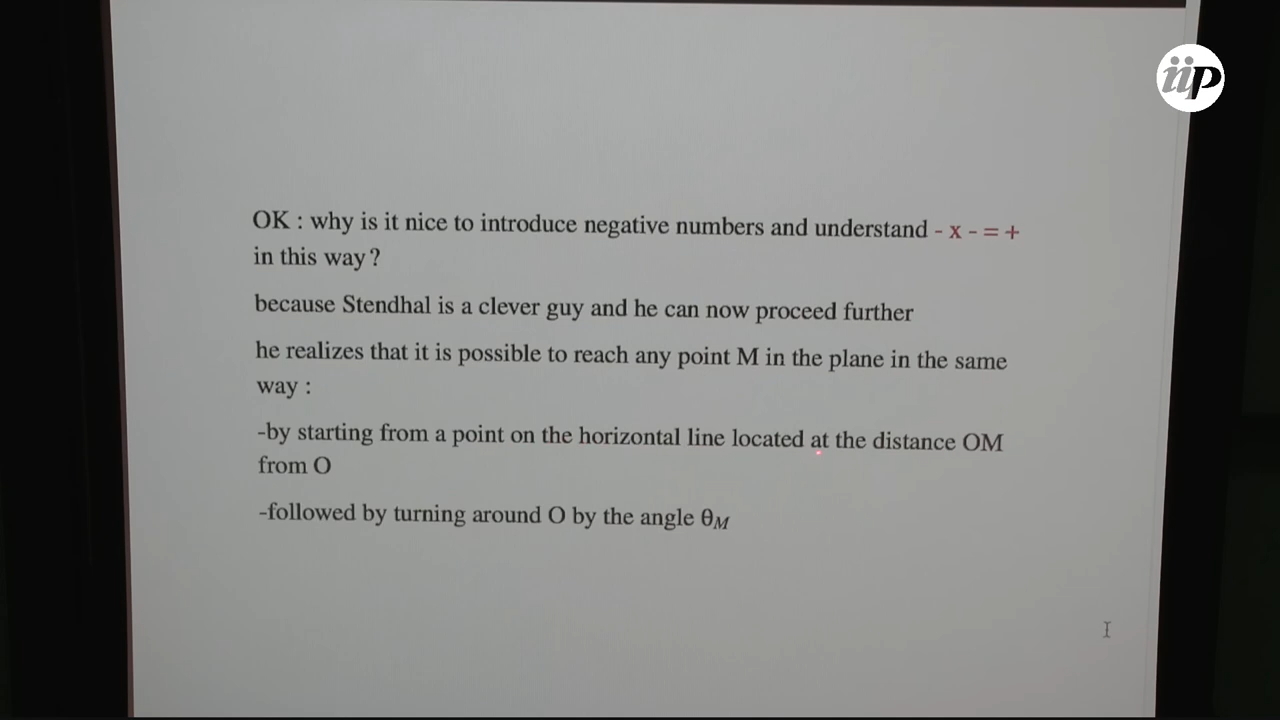 iip
OK : why is it nice to introduce negative numbers and understand - x - = +
in this way ?
because Stendhal is a clever guy and he can now proceed further
he realizes that it is possible to reach any point M in the plane in the same
way :
-by starting from a point on the horizontal line located at the distance OM
from O
-followed by turning around O by the angle θM